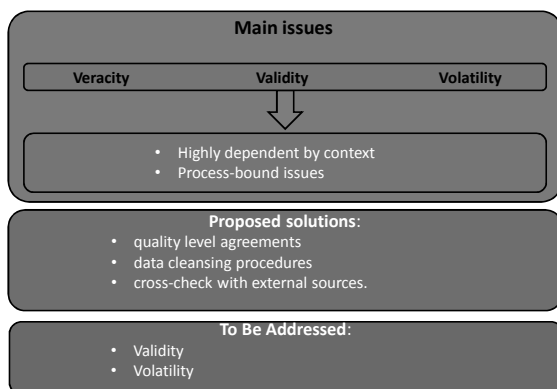 Main issues
Veracity Validity Volatility
• Highly dependent by context
• Process-bound issues
Proposed solutions:
• quality level agreements
• data cleansing procedures
• cross-check with external sources.
To Be Addressed:
• Validity
• Volatility